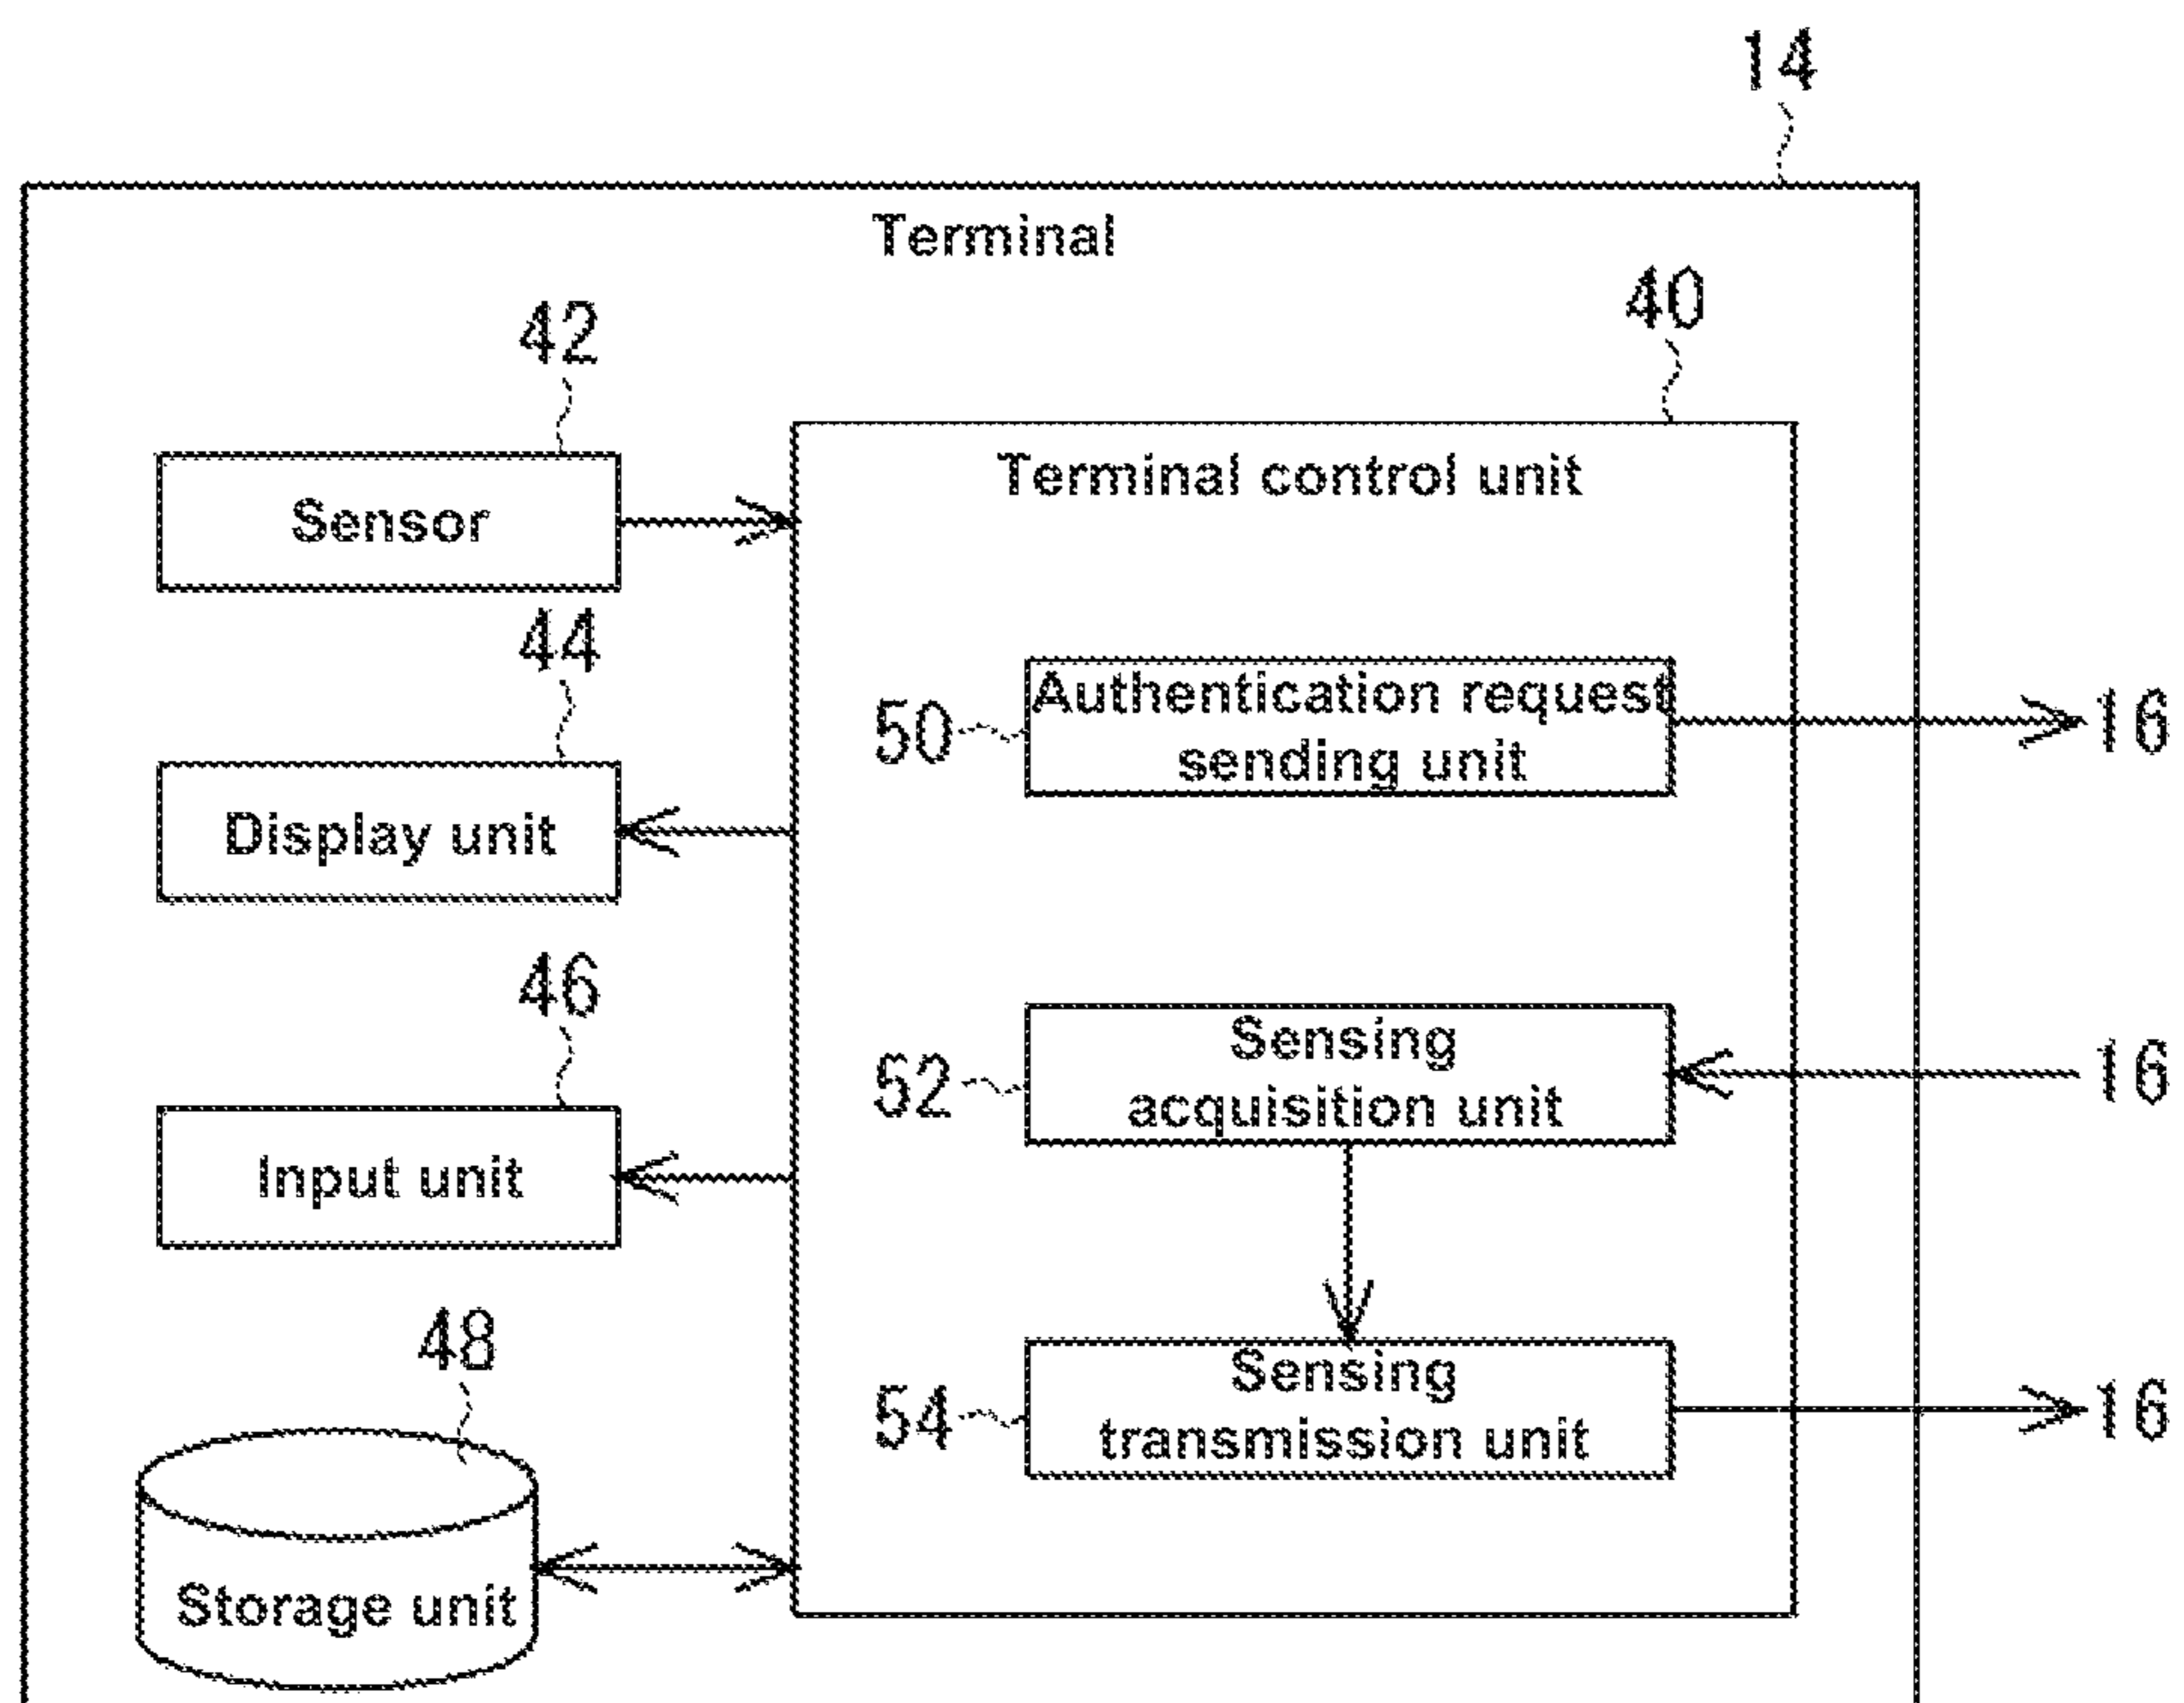 14
Terminal
40
42
Terminal control unit
Sensor
44
Authentication request
sending unit
50
16
Display unit
46
Sensing
acquisition unit
52
16
Input unit
48
Sensing
transmission unit
54
16
Storage unit